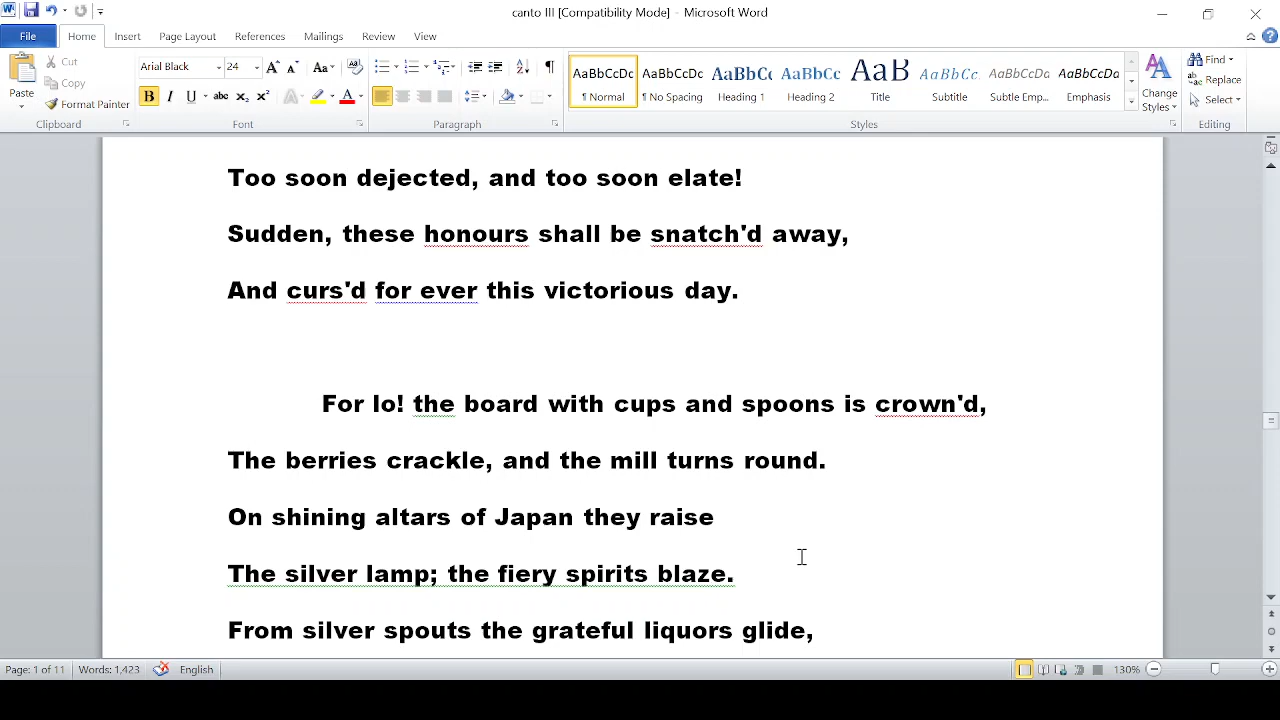 canto III [Compatibility Mode] - Microsoft Word
File Home Insert Page Layout References Mailings Review View
Paste Cut Copy Format Painter Clipboard
Arial Black 24 Aa B I U abc x₂ x² A A Font
Paragraph
AaBbCcDc AaBbCcDc AaBbCc AaBbCc AaB AaBbCc. AaBbCcDc AaBbCcDc
¶ Normal ¶ No Spacing Heading 1 Heading 2 Title Subtitle Subtle Emp... Emphasis
Change Styles Styles
Find Replace Select Editing
Too soon dejected, and too soon elate!
Sudden, these honours shall be snatch'd away,
And curs'd for ever this victorious day.
For lo! the board with cups and spoons is crown'd,
The berries crackle, and the mill turns round.
On shining altars of Japan they raise
The silver lamp; the fiery spirits blaze.
From silver spouts the grateful liquors glide,
Page: 1 of 11 Words: 1,423 English 130%